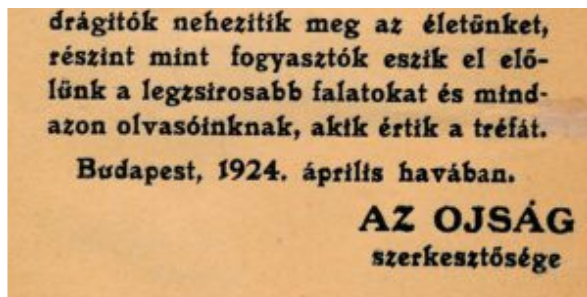 drágitók nehezitik meg az életünket,
részint mint fogyasztók eszik el elő-
lünk a legzsirosabb falatokat és mind-
azon olvasóinknak, akik értik a tréfát.
Budapest, 1924. április havában.
AZ OJSÁG
szerkesztősége